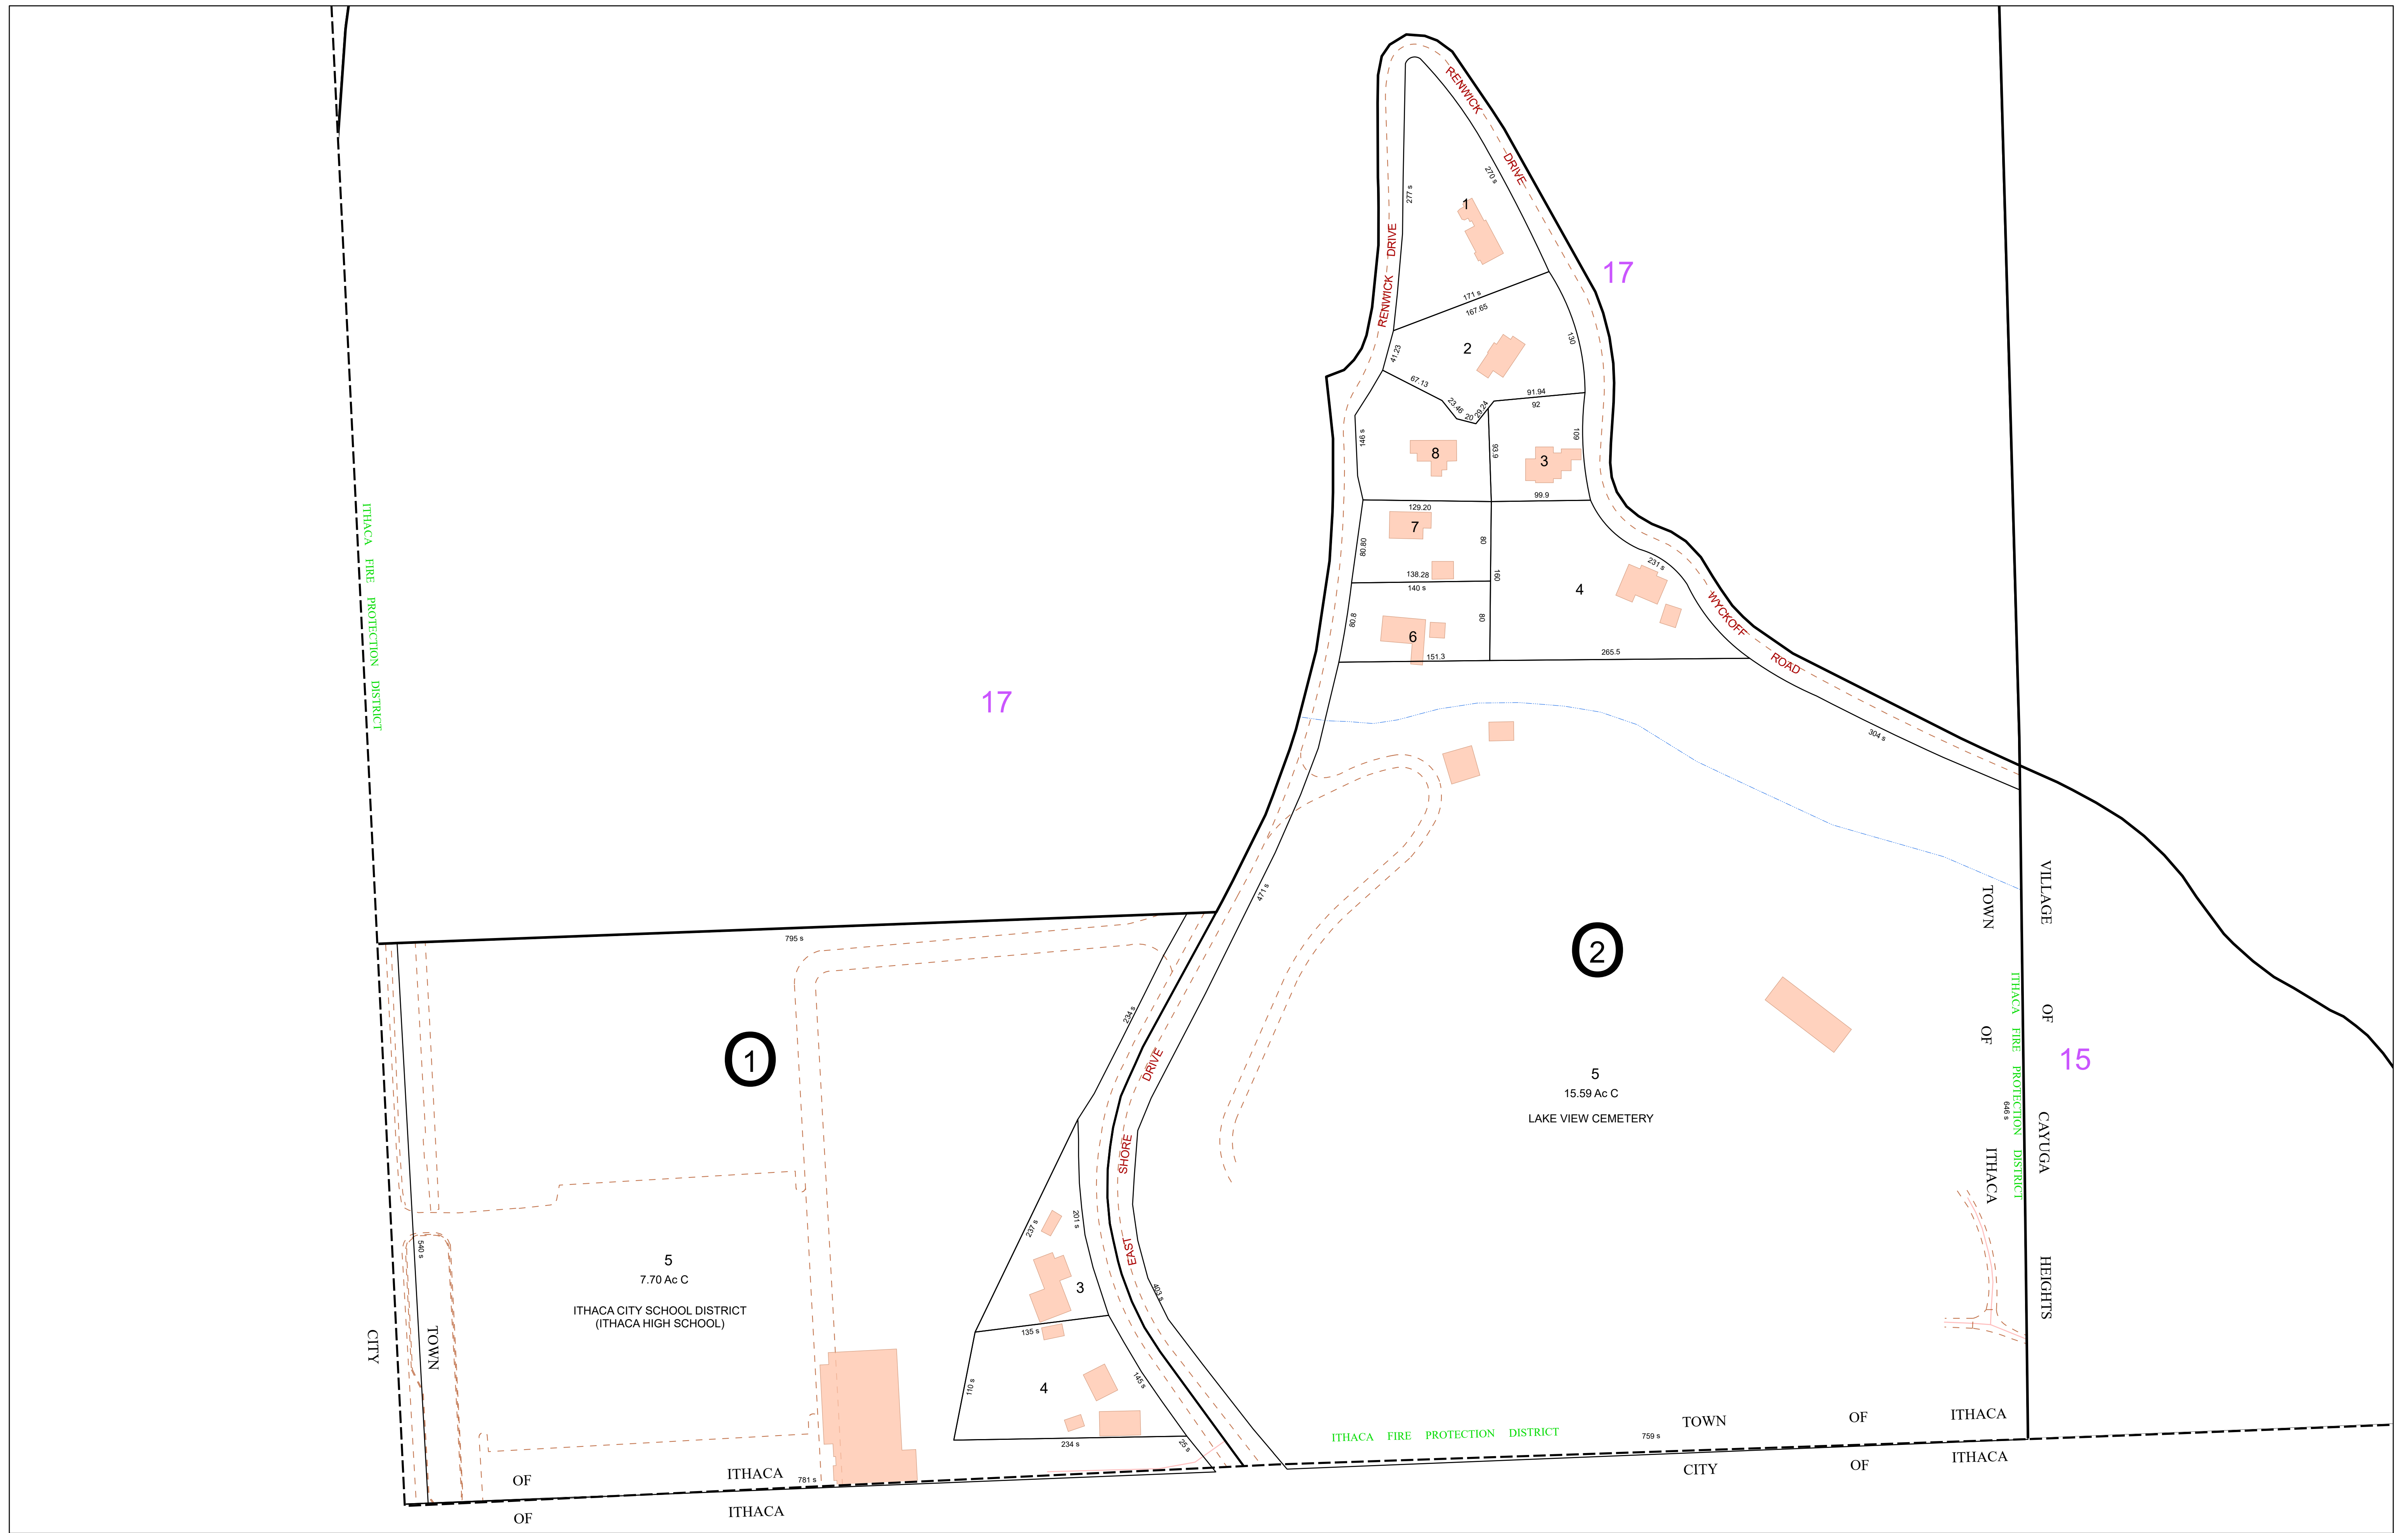 RENWICK DRIVE
270 s
277 s
1
17
RENWICK DRIVE
171 s
167.65
41.23
2
130
67.13
23.46
20
29.24
91.94
92
146 s
8
93.9
3
109
99.9
129.20
7
80.80
80
138.28
160
140 s
231 s
4
WYCKOFF ROAD
80.8
6
80
151.3
265.5
304 s
17
ITHACA FIRE PROTECTION DISTRICT
471 s
2
5
15.59 Ac C
LAKE VIEW CEMETERY
TOWN OF ITHACA
ITHACA FIRE PROTECTION DISTRICT
646 s
VILLAGE OF CAYUGA HEIGHTS
15
795 s
234 s
1
EAST SHORE DRIVE
237 s
201 s
3
403 s
135 s
4
110 s
145 s
234 s
25 s
540 s
5
7.70 Ac C
ITHACA CITY SCHOOL DISTRICT
(ITHACA HIGH SCHOOL)
CITY
TOWN
OF ITHACA
781 s
OF ITHACA
ITHACA FIRE PROTECTION DISTRICT
759 s
TOWN OF ITHACA
CITY OF ITHACA